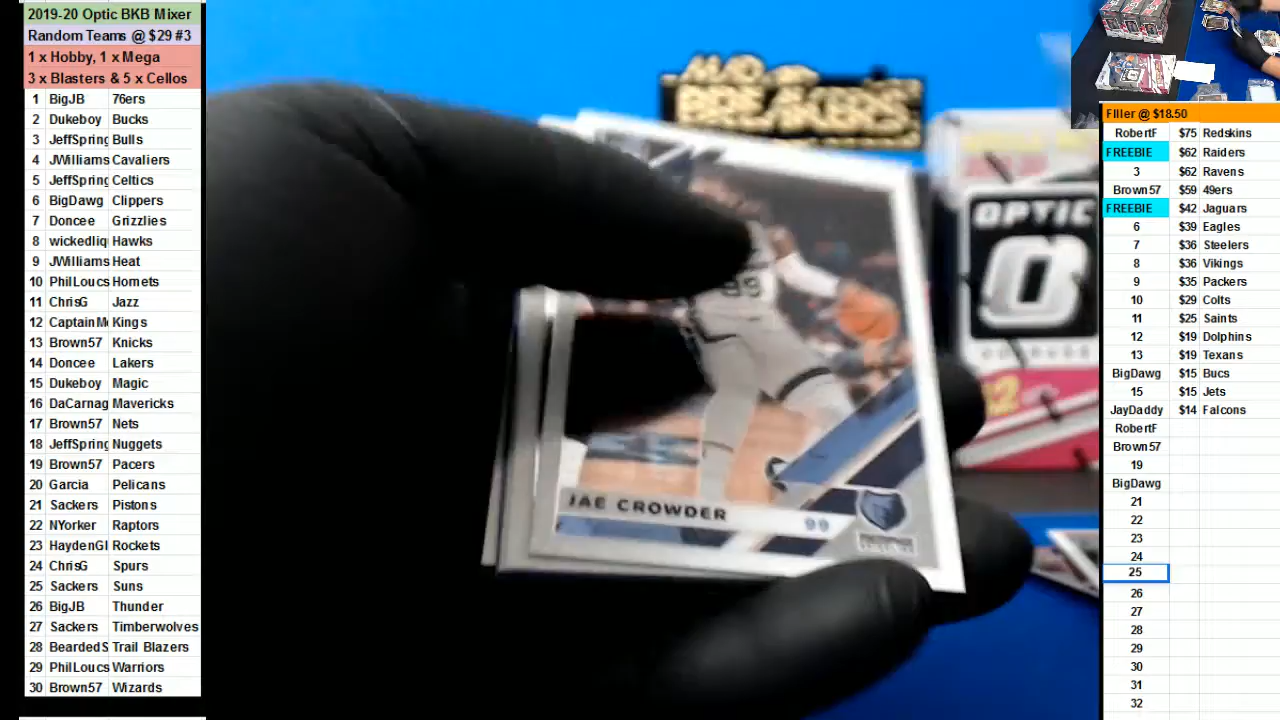 2019-20 Optic BKB Mixer
Random Teams @ $29 #3
1 x Hobby, 1 x Mega
3 x Blasters & 5 x Cellos
1 BigJB 76ers
2 Dukeboy Bucks
3 JeffSpring Bulls
4 JWilliams Cavaliers
5 JeffSpring Celtics
6 BigDawg Clippers
7 Doncee Grizzlies
8 wickedliq Hawks
9 JWilliams Heat
10 PhilLoucs Hornets
11 ChrisG Jazz
12 CaptainM Kings
13 Brown57 Knicks
14 Doncee Lakers
15 Dukeboy Magic
16 DaCarnag Mavericks
17 Brown57 Nets
18 JeffSpring Nuggets
19 Brown57 Pacers
20 Garcia Pelicans
21 Sackers Pistons
22 NYorker Raptors
23 HaydenGl Rockets
24 ChrisG Spurs
25 Sackers Suns
26 BigJB Thunder
27 Sackers Timberwolves
28 BeardedS Trail Blazers
29 PhilLoucs Warriors
30 Brown57 Wizards
MO
BREAKERS
OPTIC
JAE CROWDER 99
Filler @ $18.50
RobertF $75 Redskins
FREEBIE $62 Raiders
3 $62 Ravens
Brown57 $59 49ers
FREEBIE $42 Jaguars
6 $39 Eagles
7 $36 Steelers
8 $36 Vikings
9 $35 Packers
10 $29 Colts
11 $25 Saints
12 $19 Dolphins
13 $19 Texans
BigDawg $15 Bucs
15 $15 Jets
JayDaddy $14 Falcons
RobertF
Brown57
19
BigDawg
21
22
23
24
25
26
27
28
29
30
31
32